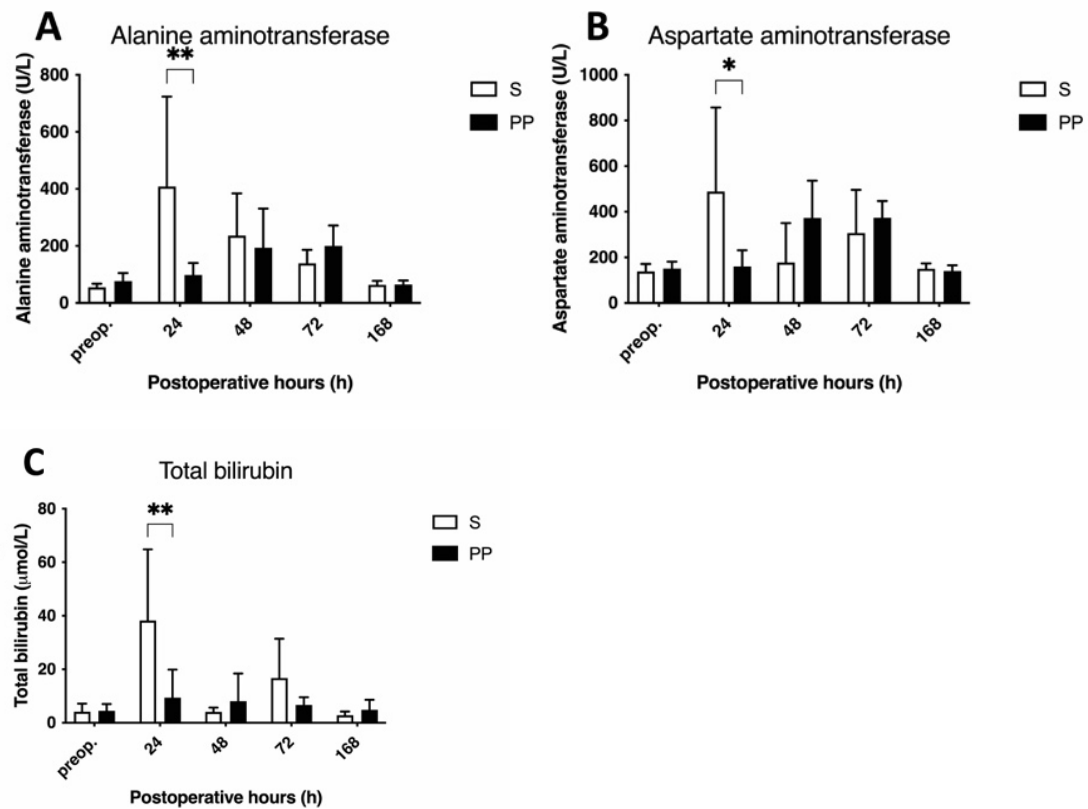 A
Alanine aminotransferase
**
Alanine aminotransferase (U/L)
800
600
400
200
0
preop.
24
48
72
168
Postoperative hours (h)
S
PP
B
Aspartate aminotransferase
*
Aspartate aminotransferase (U/L)
1000
800
600
400
200
0
preop.
24
48
72
168
Postoperative hours (h)
S
PP
C
Total bilirubin
**
Total bilirubin (μmol/L)
80
60
40
20
0
preop.
24
48
72
168
Postoperative hours (h)
S
PP